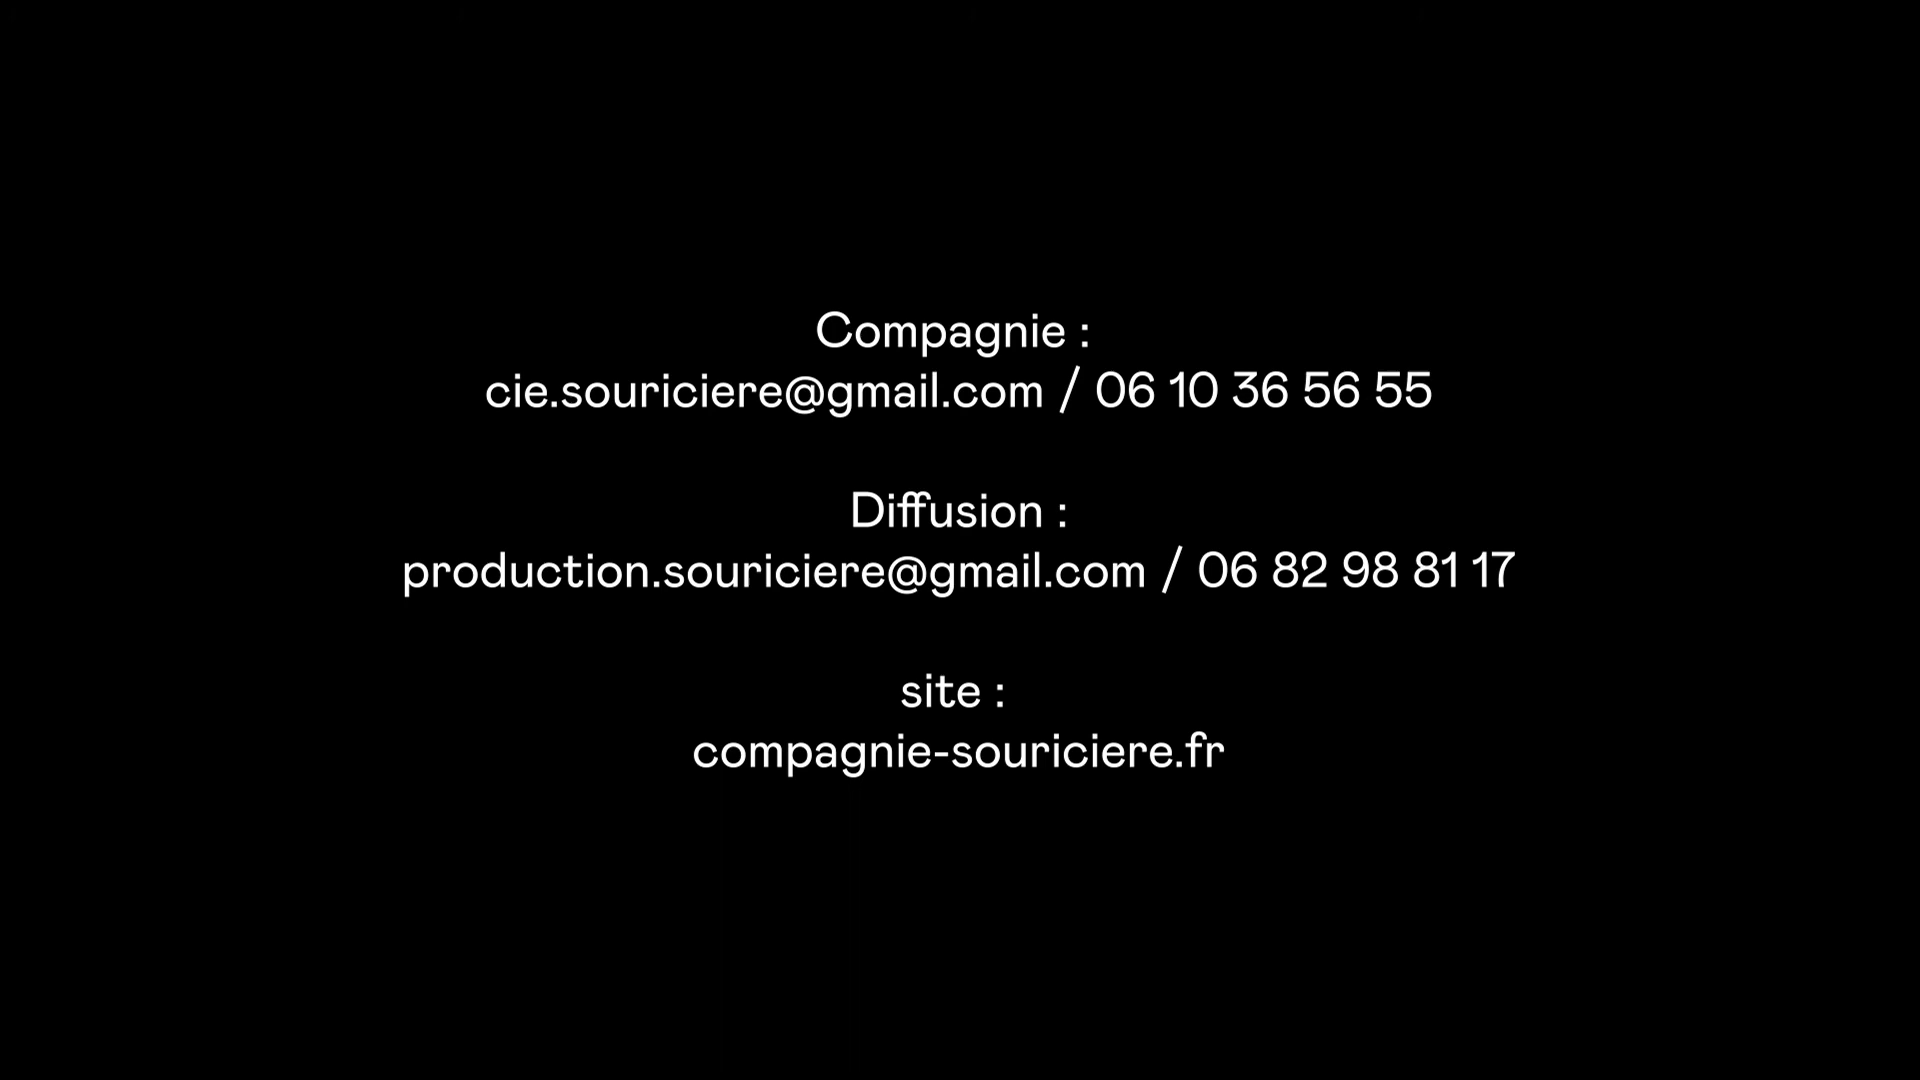 Compagnie :
cie.souriciere@gmail.com / 06 10 36 56 55
Diffusion :
production.souriciere@gmail.com / 06 82 98 81 17
site :
compagnie-souriciere.fr